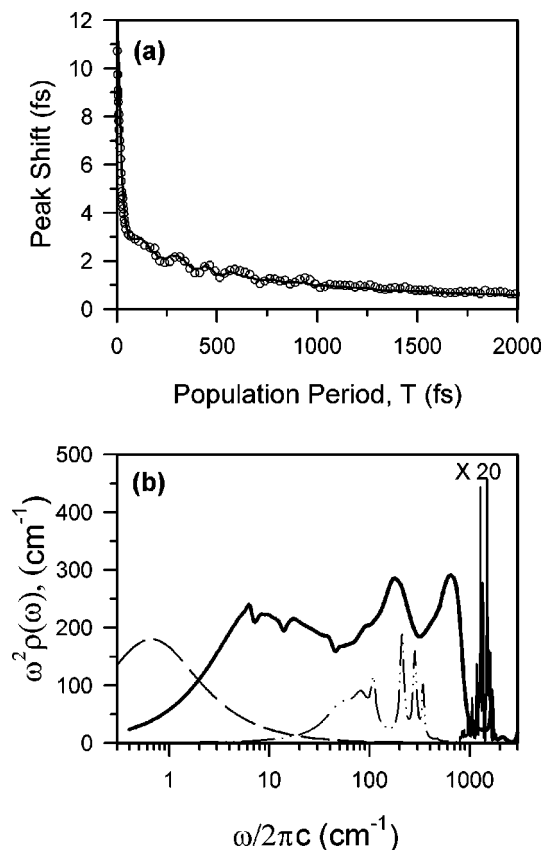 (a)
12
10
8
6
4
2
0
Peak Shift (fs)
0 500 1000 1500 2000
Population Period, T (fs)
(b)
X 20
500
400
300
200
100
0
ω²ρ(ω), (cm⁻¹)
1 10 100 1000
ω/2πc (cm⁻¹)